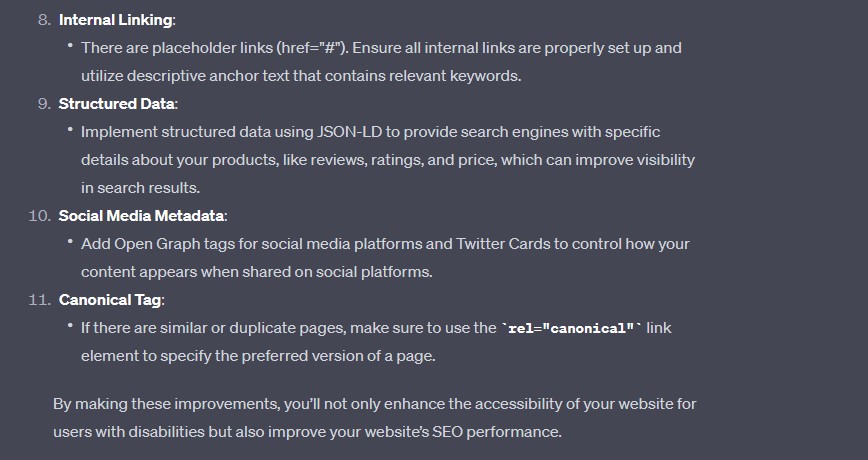 8. Internal Linking:
• There are placeholder links (href="#"). Ensure all internal links are properly set up and
utilize descriptive anchor text that contains relevant keywords.
9. Structured Data:
• Implement structured data using JSON-LD to provide search engines with specific
details about your products, like reviews, ratings, and price, which can improve visibility
in search results.
10. Social Media Metadata:
• Add Open Graph tags for social media platforms and Twitter Cards to control how your
content appears when shared on social platforms.
11. Canonical Tag:
• If there are similar or duplicate pages, make sure to use the `rel="canonical"` link
element to specify the preferred version of a page.
By making these improvements, you’ll not only enhance the accessibility of your website for
users with disabilities but also improve your website’s SEO performance.